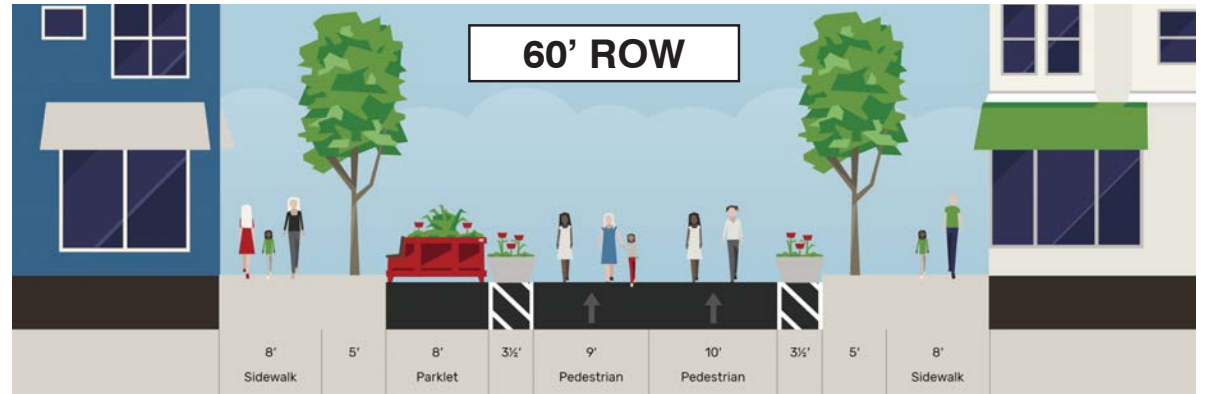 60’ ROW
8’ 5’ 8’ 3½’ 9’ 10’ 3½’ 5’ 8’
Sidewalk Parklet Pedestrian Pedestrian Sidewalk